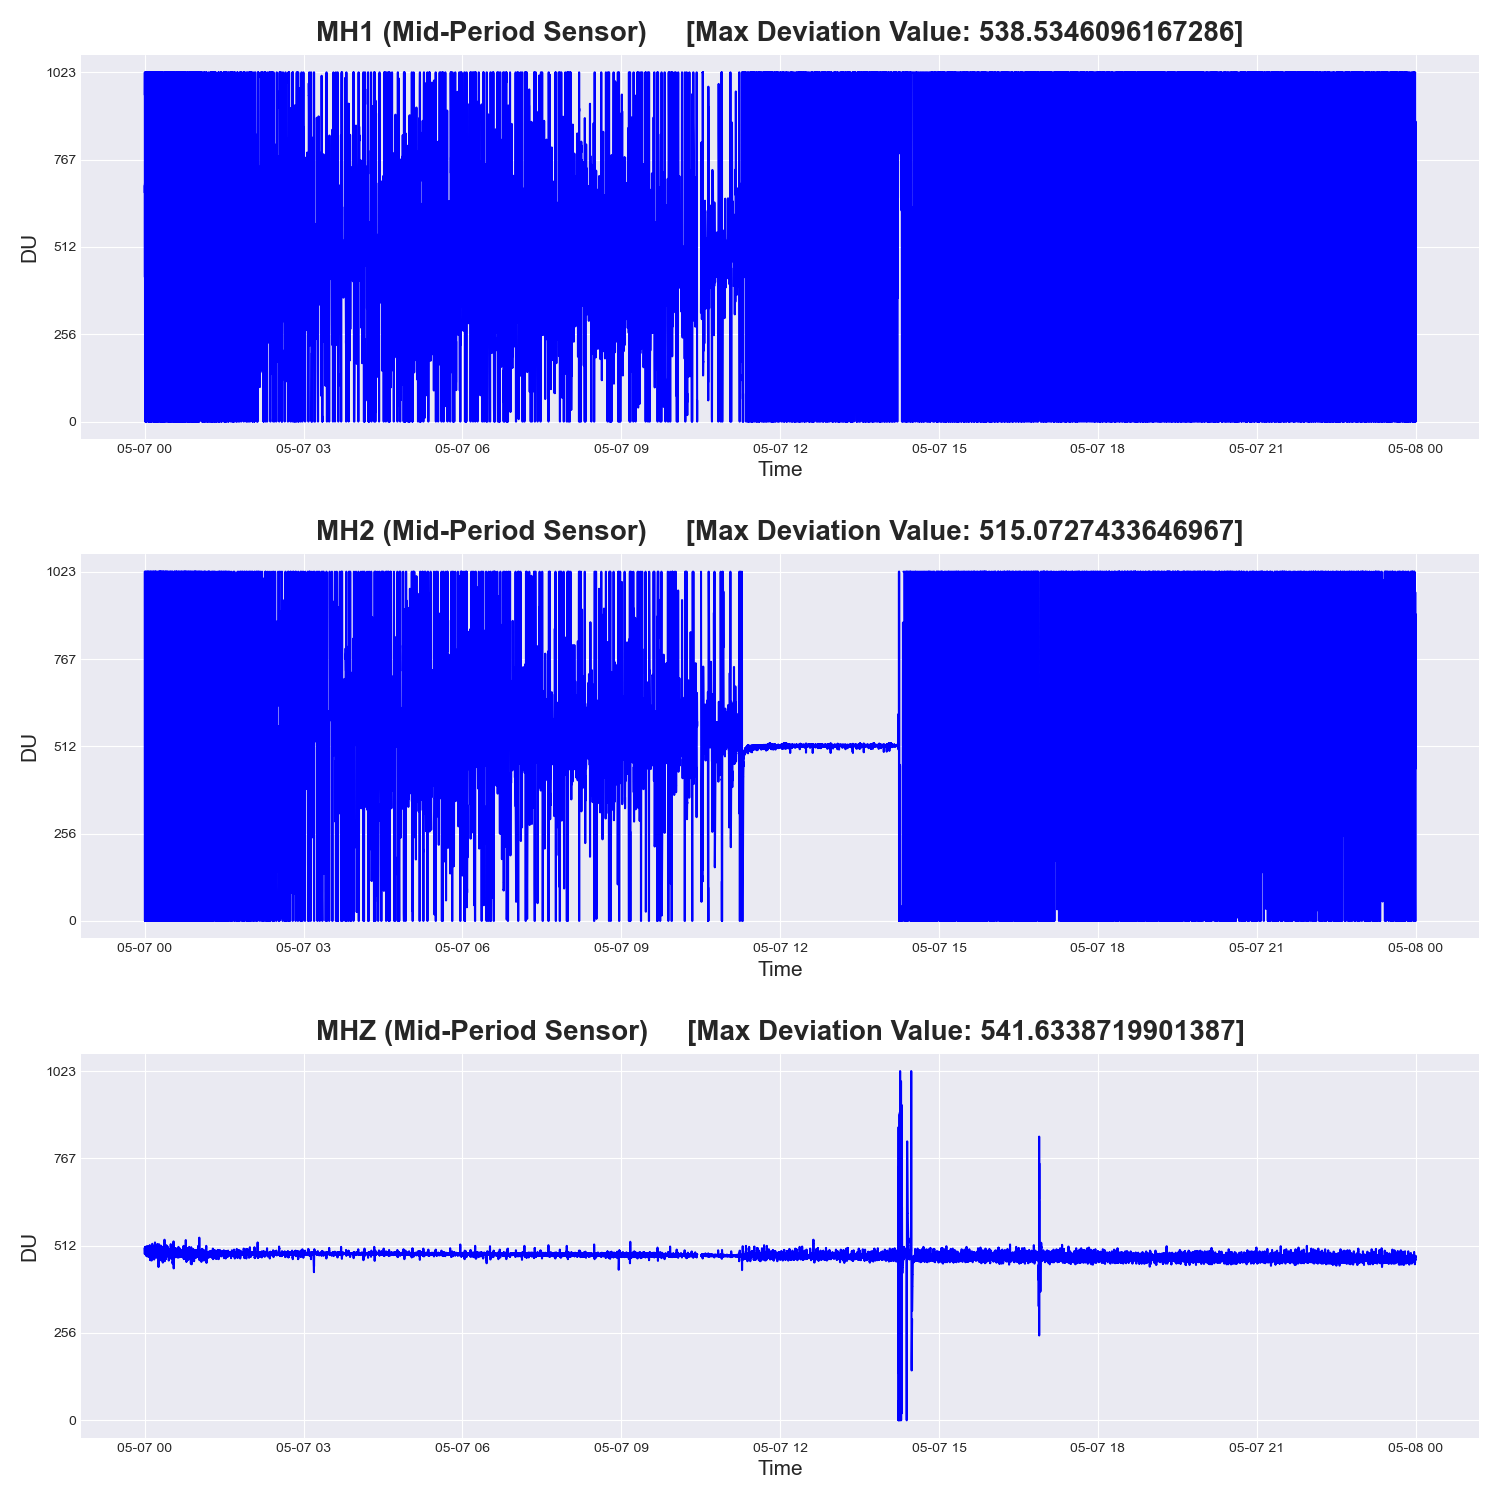 MH1 (Mid-Period Sensor) [Max Deviation Value: 538.5346096167286]
1023
767
512
256
0
DU
05-07 00 05-07 03 05-07 06 05-07 09 05-07 12 05-07 15 05-07 18 05-07 21 05-08 00
Time
MH2 (Mid-Period Sensor) [Max Deviation Value: 515.0727433646967]
1023
767
512
256
0
DU
05-07 00 05-07 03 05-07 06 05-07 09 05-07 12 05-07 15 05-07 18 05-07 21 05-08 00
Time
MHZ (Mid-Period Sensor) [Max Deviation Value: 541.6338719901387]
1023
767
512
256
0
DU
05-07 00 05-07 03 05-07 06 05-07 09 05-07 12 05-07 15 05-07 18 05-07 21 05-08 00
Time